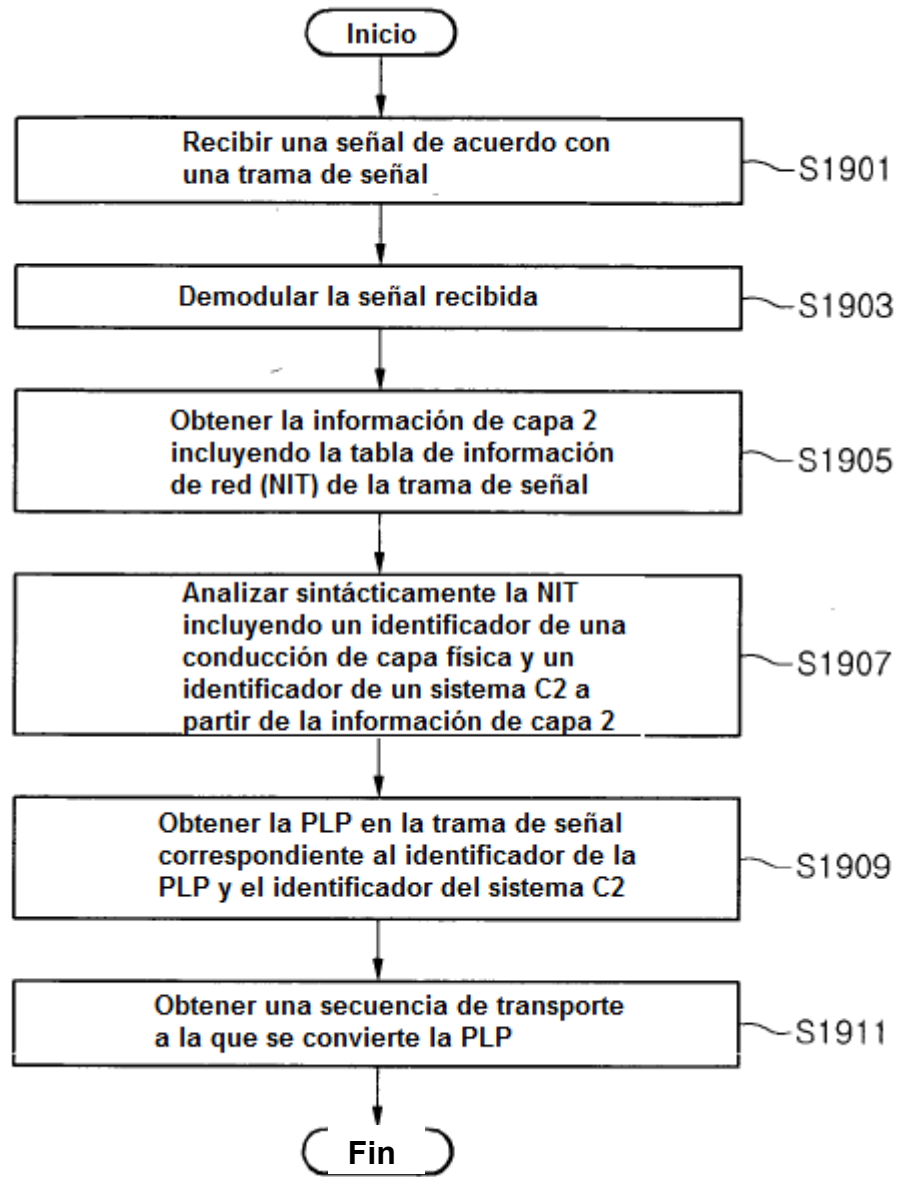 Inicio
Recibir una señal de acuerdo con
una trama de señal
S1901
Demodular la señal recibida
S1903
Obtener la información de capa 2
incluyendo la tabla de información
de red (NIT) de la trama de señal
S1905
Analizar sintácticamente la NIT
incluyendo un identificador de una
conducción de capa física y un
identificador de un sistema C2 a
partir de la información de capa 2
S1907
Obtener la PLP en la trama de señal
correspondiente al identificador de la
PLP y el identificador del sistema C2
S1909
Obtener una secuencia de transporte
a la que se convierte la PLP
S1911
Fin